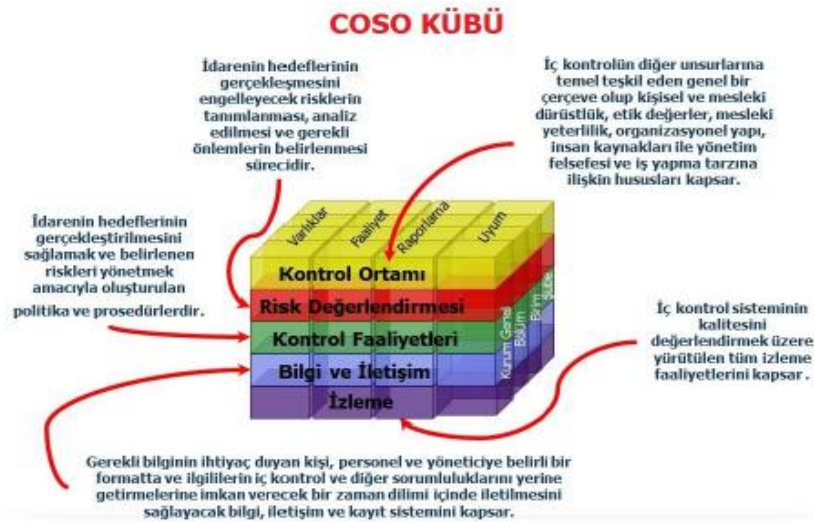 COSO KÜBÜ
İdarenin hedeflerinin
gerçekleşmesini
engelleyecek risklerin
tanımlanması, analiz
edilmesi ve gerekli
önlemlerin belirlenmesi
sürecidir.
İç kontrolün diğer unsurlarına
temel teşkil eden genel bir
çerçeve olup kişisel ve mesleki
dürüstlük, etik değerler, mesleki
yeterlilik, organizasyonel yapı,
insan kaynakları ile yönetim
felsefesi ve iş yapma tarzına
ilişkin hususları kapsar.
İdarenin hedeflerinin
gerçekleştirilmesini
sağlamak ve belirlenen
riskleri yönetmek
amacıyla oluşturulan
politika ve prosedürlerdir.
Varlıklar
Faaliyet
Raporlama
Uyum
Kontrol Ortamı
Risk Değerlendirmesi
Kontrol Faaliyetleri
Bilgi ve İletişim
İzleme
Kurum Genel
Bölüm
Birim
Şube
İç kontrol sisteminin
kalitesini
değerlendirmek üzere
yürütülen tüm izleme
faaliyetlerini kapsar.
Gerekli bilginin ihtiyaç duyan kişi, personel ve yöneticiye belirli bir
formatta ve ilgililerin iç kontrol ve diğer sorumluluklarını yerine
getirmelerine imkan verecek bir zaman dilimi içinde iletilmesini
sağlayacak bilgi, iletişim ve kayıt sistemini kapsar.